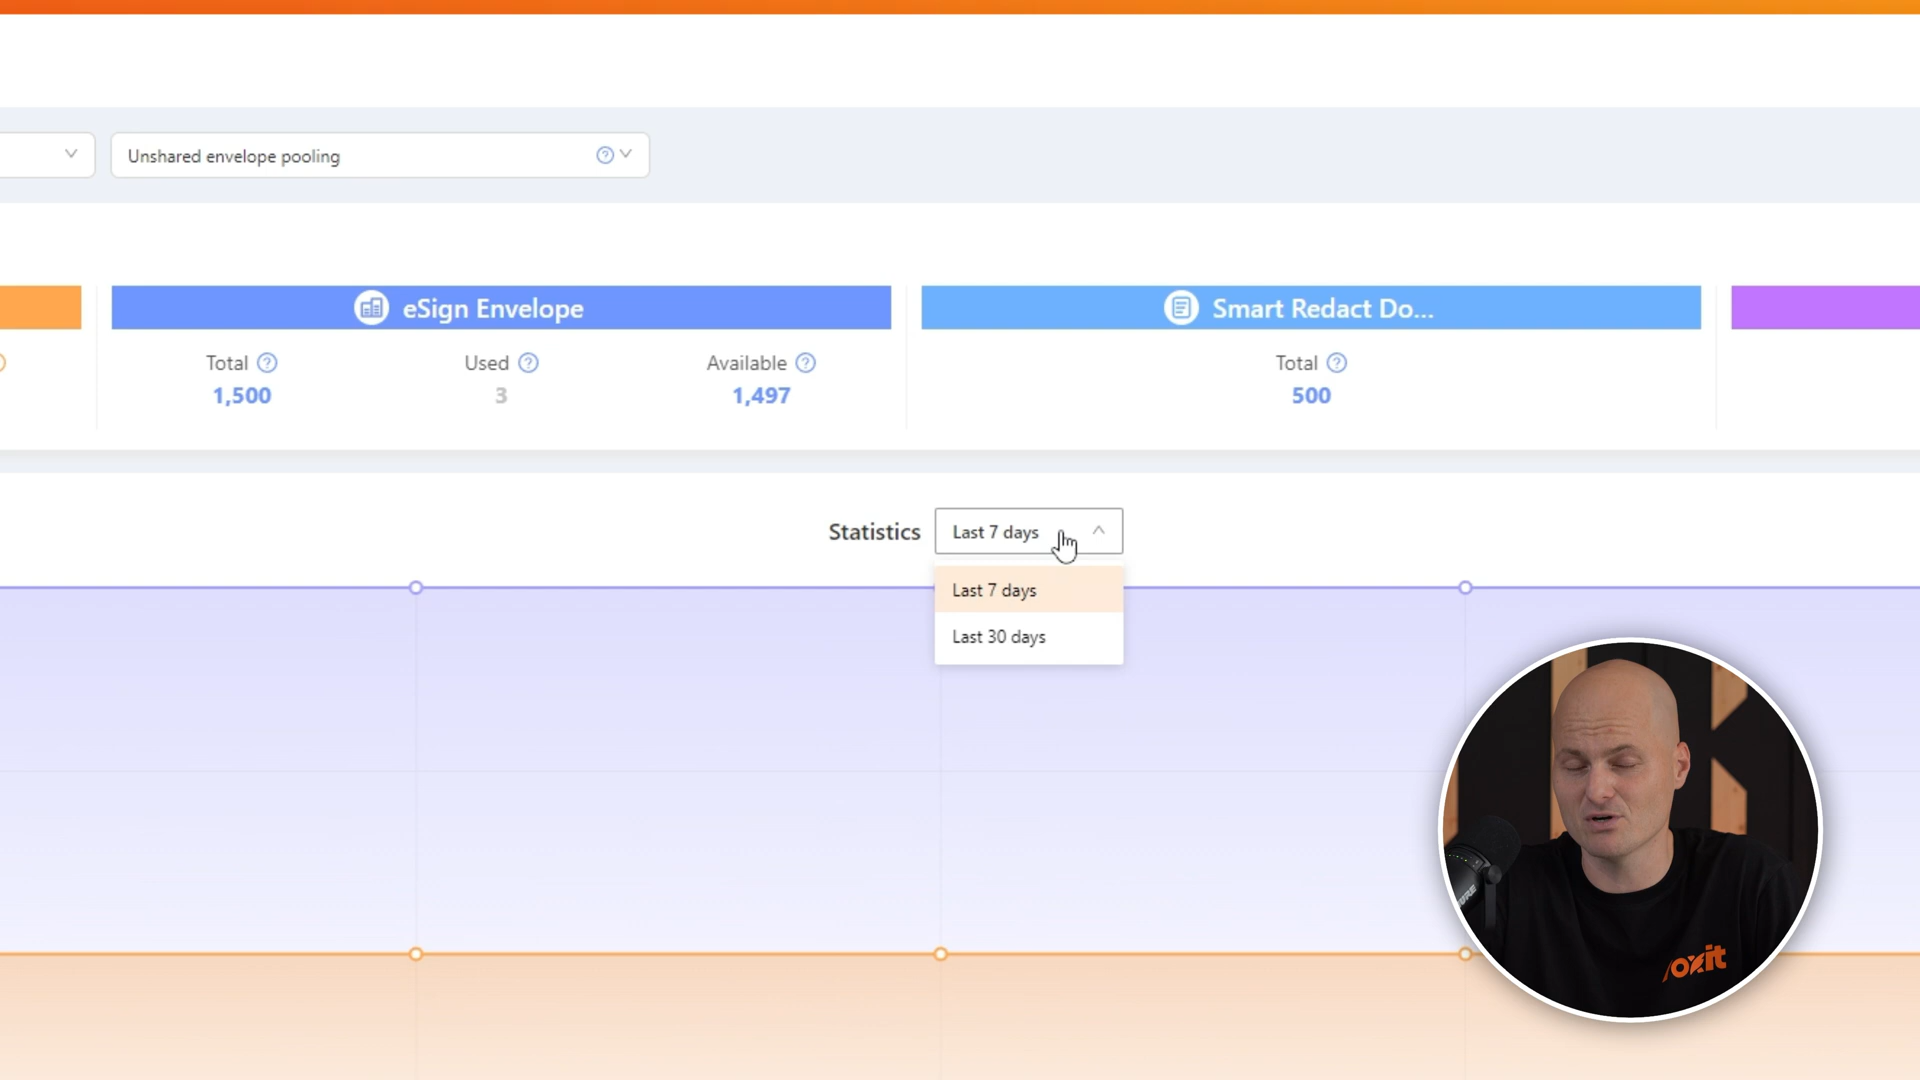 Unshared envelope pooling
eSign Envelope
Smart Redact Do...
Total
Used
Available
Total
1,500
3
1,497
500
Statistics
Last 7 days
Last 7 days
Last 30 days
oxit